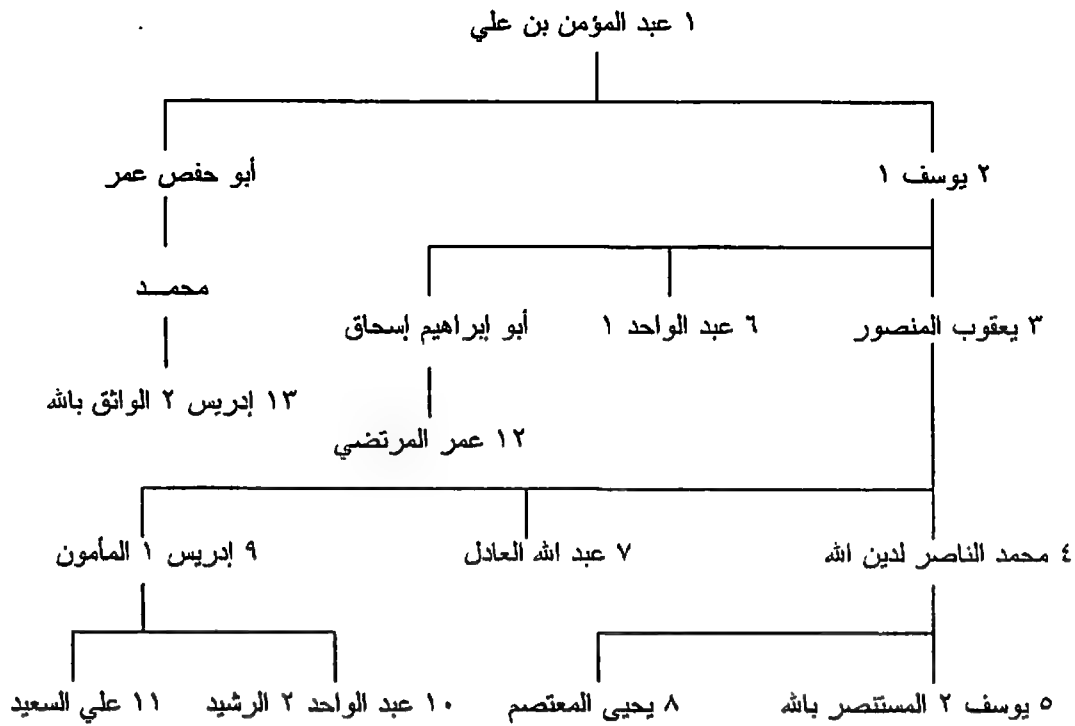 ١ عبد المؤمن بن علي
٢ يوسف ١
أبو حفص عمر
محمــد
٣ يعقوب المنصور
٦ عبد الواحد ١
أبو إبراهيم إسحاق
١٣ إدريس ٢ الواثق بالله
١٢ عمر المرتضي
٤ محمد الناصر لدين الله
٧ عبد الله العادل
٩ إدريس ١ المأمون
٥ يوسف ٢ المستنصر بالله
٨ يحيى المعتصم
١٠ عبد الواحد ٢ الرشيد
١١ علي السعيد